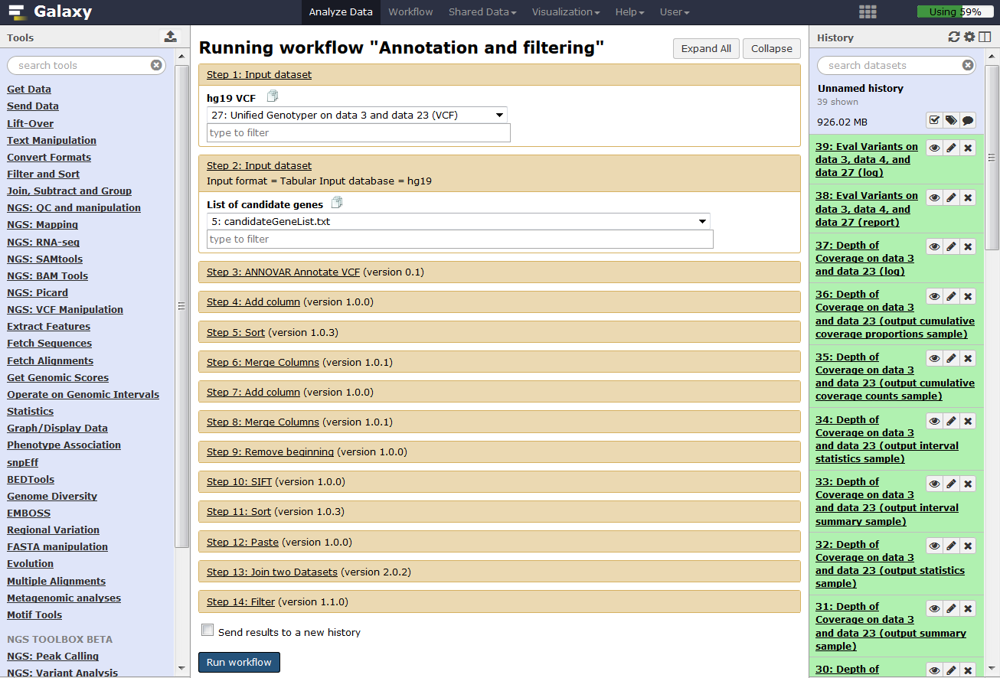 Galaxy
Analyze Data
Workflow
Shared Data
Visualization
Help
User
Using 59%
Tools
search tools
Get Data
Send Data
Lift-Over
Text Manipulation
Convert Formats
Filter and Sort
Join, Subtract and Group
NGS: QC and manipulation
NGS: Mapping
NGS: RNA-seq
NGS: SAMtools
NGS: BAM Tools
NGS: Picard
NGS: VCF Manipulation
Extract Features
Fetch Sequences
Fetch Alignments
Get Genomic Scores
Operate on Genomic Intervals
Statistics
Graph/Display Data
Phenotype Association
snpEff
BEDTools
Genome Diversity
EMBOSS
Regional Variation
FASTA manipulation
Evolution
Multiple Alignments
Metagenomic analyses
Motif Tools
NGS TOOLBOX BETA
NGS: Peak Calling
NGS: Variant Analysis
Running workflow "Annotation and filtering"
Expand All
Collapse
Step 1: Input dataset
hg19 VCF
27: Unified Genotyper on data 3 and data 23 (VCF)
type to filter
Step 2: Input dataset
Input format = Tabular Input database = hg19
List of candidate genes
5: candidateGeneList.txt
type to filter
Step 3: ANNOVAR Annotate VCF (version 0.1)
Step 4: Add column (version 1.0.0)
Step 5: Sort (version 1.0.3)
Step 6: Merge Columns (version 1.0.1)
Step 7: Add column (version 1.0.0)
Step 8: Merge Columns (version 1.0.1)
Step 9: Remove beginning (version 1.0.0)
Step 10: SIFT (version 1.0.0)
Step 11: Sort (version 1.0.3)
Step 12: Paste (version 1.0.0)
Step 13: Join two Datasets (version 2.0.2)
Step 14: Filter (version 1.1.0)
Send results to a new history
Run workflow
History
search datasets
Unnamed history
39 shown
926.02 MB
39: Eval Variants on
data 3, data 4, and
data 27 (log)
38: Eval Variants on
data 3, data 4, and
data 27 (report)
37: Depth of
Coverage on data 3
and data 23 (log)
36: Depth of
Coverage on data 3
and data 23 (output cumulative
coverage proportions sample)
35: Depth of
Coverage on data 3
and data 23 (output cumulative
coverage counts sample)
34: Depth of
Coverage on data 3
and data 23 (output interval
statistics sample)
33: Depth of
Coverage on data 3
and data 23 (output interval
summary sample)
32: Depth of
Coverage on data 3
and data 23 (output statistics
sample)
31: Depth of
Coverage on data 3
and data 23 (output summary
sample)
30: Depth of